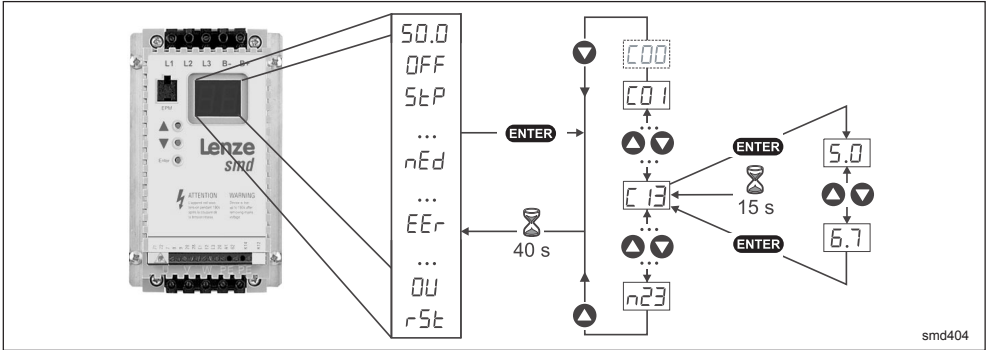 L1 L2 L3 B- B+
EPM
Enter
Lenze
smd
ATTENTION
WARNING
50.0
OFF
StP
...
nEd
...
EEr
...
OU
rSt
ENTER
40 s
C00
C01
...
...
C13
...
...
n23
ENTER
15 s
ENTER
5.0
6.7
smd404